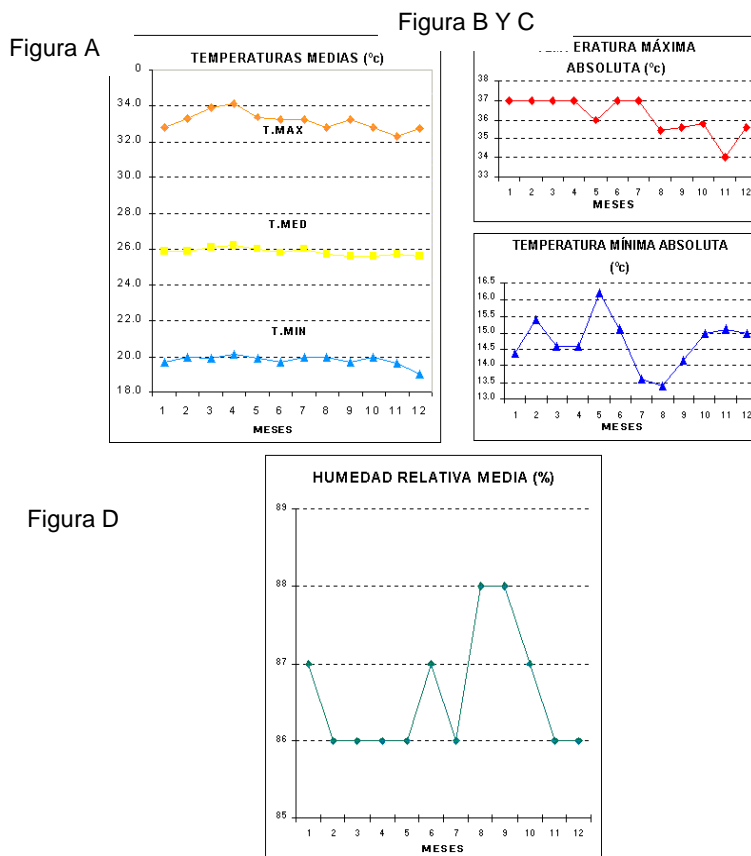 Figura B Y C
Figura A
TEMPERATURAS MEDIAS (ºc)
0
34.0
32.0
30.0
28.0
26.0
24.0
22.0
20.0
18.0
T.MAX
T.MED
T.MIN
1 2 3 4 5 6 7 8 9 10 11 12
MESES
TEMPERATURA MÁXIMA
ABSOLUTA (ºc)
38
37
36
35
34
33
1 2 3 4 5 6 7 8 9 10 11 12
MESES
TEMPERATURA MÍNIMA ABSOLUTA
(ºc)
16.5
16.0
15.5
15.0
14.5
14.0
13.5
13.0
1 2 3 4 5 6 7 8 9 10 11 12
MESES
Figura D
HUMEDAD RELATIVA MEDIA (%)
89
88
87
86
85
1 2 3 4 5 6 7 8 9 10 11 12
MESES